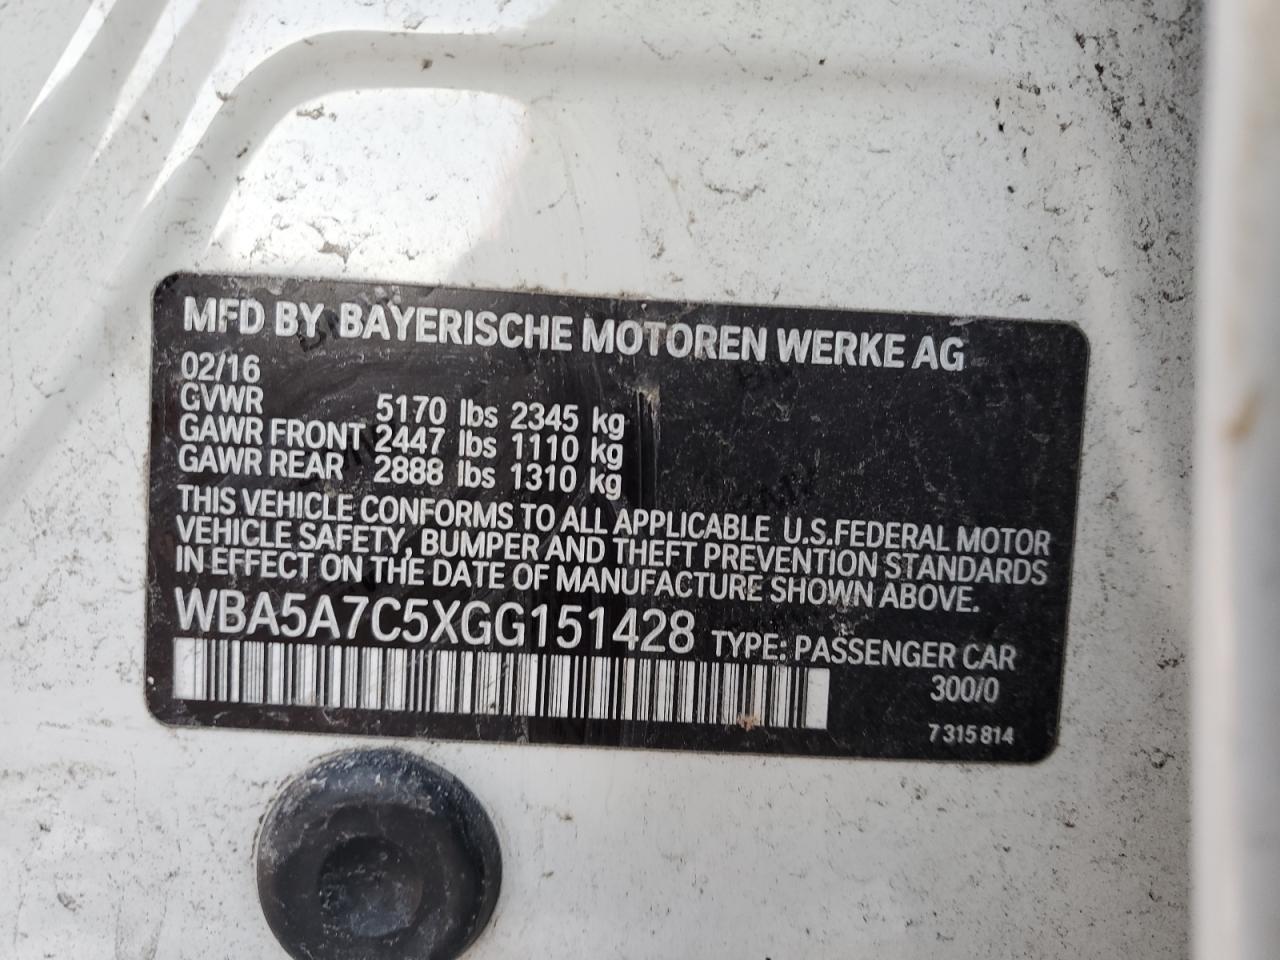 MFD BY BAYERISCHE MOTOREN WERKE AG
02/16
GVWR 5170 lbs 2345 kg
GAWR FRONT 2447 lbs 1110 kg
GAWR REAR 2888 lbs 1310 kg
THIS VEHICLE CONFORMS TO ALL APPLICABLE U.S.FEDERAL MOTOR
VEHICLE SAFETY, BUMPER AND THEFT PREVENTION STANDARDS
IN EFFECT ON THE DATE OF MANUFACTURE SHOWN ABOVE.
WBA5A7C5XGG151428 TYPE: PASSENGER CAR
300/0
7 315 814